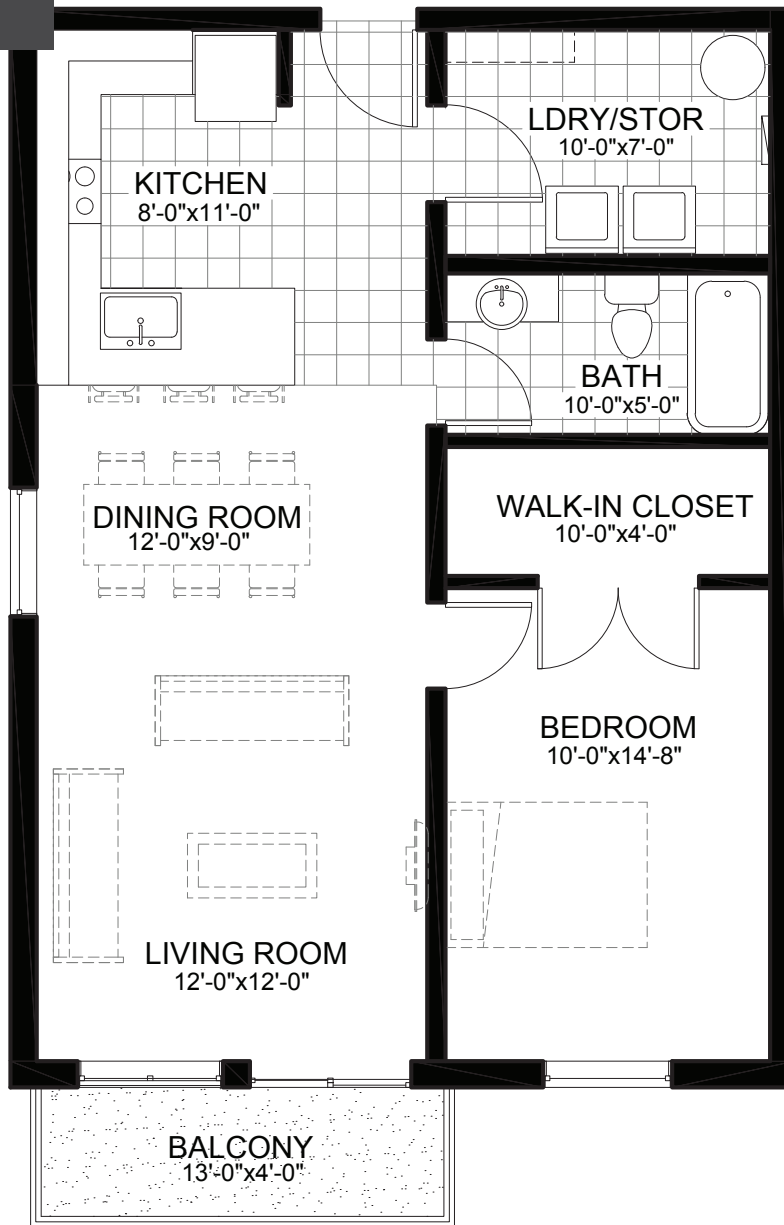 LDRY/STOR
10'-0"x7'-0"
KITCHEN
8'-0"x11'-0"
BATH
10'-0"x5'-0"
WALK-IN CLOSET
10'-0"x4'-0"
DINING ROOM
12'-0"x9'-0"
BEDROOM
10'-0"x14'-8"
LIVING ROOM
12'-0"x12'-0"
BALCONY
13'-0"x4'-0"